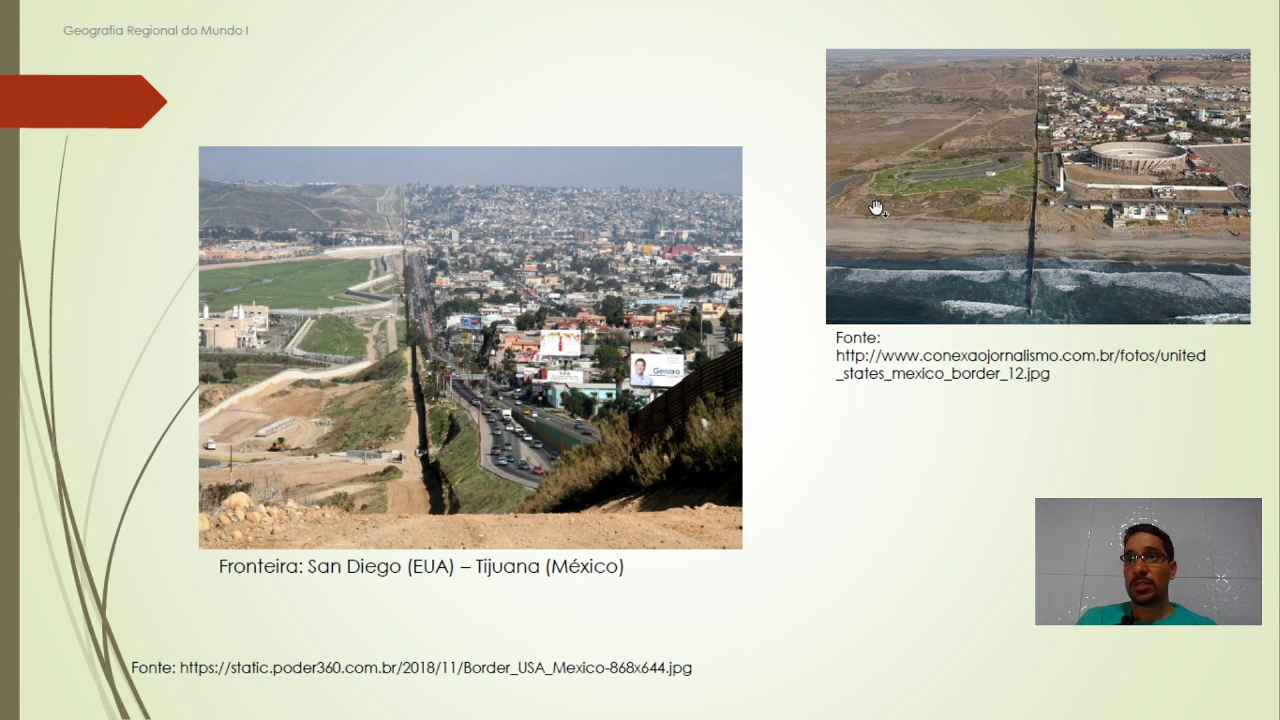 Geografia Regional do Mundo I
Genaro
Fronteira: San Diego (EUA) – Tijuana (México)
Fonte:
http://www.conexaojornalismo.com.br/fotos/united
_states_mexico_border_12.jpg
Fonte: https://static.poder360.com.br/2018/11/Border_USA_Mexico-868x644.jpg